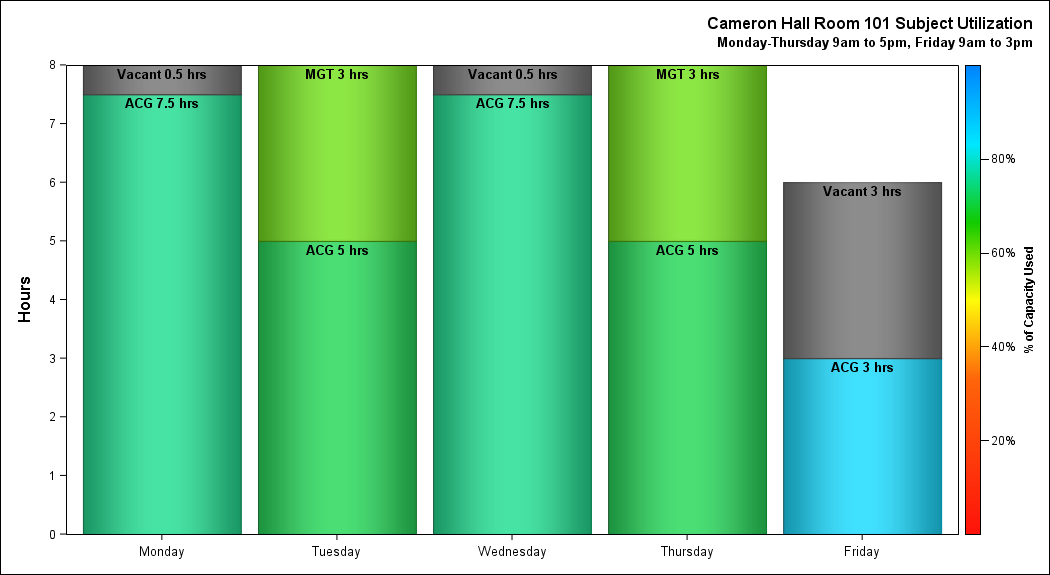 Cameron Hall Room 101 Subject Utilization
Monday-Thursday 9am to 5pm, Friday 9am to 3pm
Hours
8
7
6
5
4
3
2
1
0
Vacant 0.5 hrs
ACG 7.5 hrs
MGT 3 hrs
ACG 5 hrs
Vacant 0.5 hrs
ACG 7.5 hrs
MGT 3 hrs
ACG 5 hrs
Vacant 3 hrs
ACG 3 hrs
Monday
Tuesday
Wednesday
Thursday
Friday
80%
60%
40%
20%
% of Capacity Used